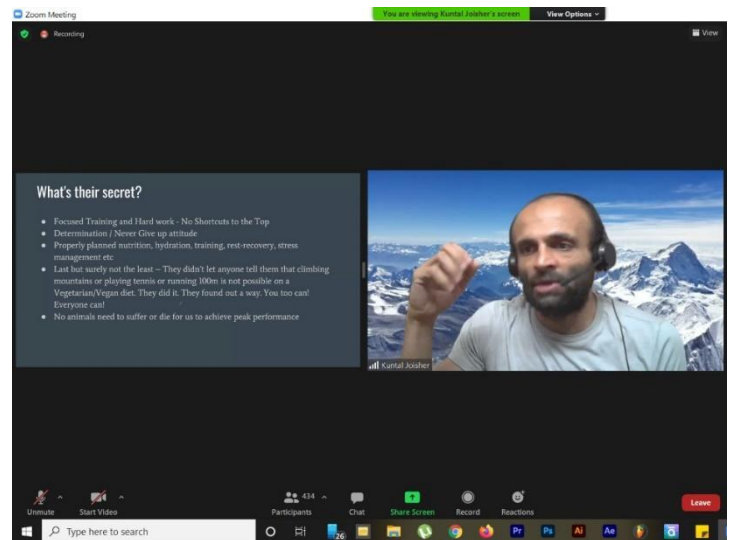 Zoom Meeting
You are viewing Kuntal Joisher's screen
View Options
Recording
View
What's their secret?
Focused Training and Hard work - No Shortcuts to the Top
Determination / Never Give up attitude
Properly planned nutrition, hydration, training, rest-recovery, stress
management etc
Last but surely not the least – They didn't let anyone tell them that climbing
mountains or playing tennis or running 100m is not possible on a
Vegetarian/Vegan diet. They did it. They found out a way. You too can!
Everyone can!
No animals need to suffer or die for us to achieve peak performance
Kuntal Joisher
Unmute
Start Video
434
Participants
Chat
Share Screen
Record
Reactions
Leave
Type here to search
26
Pr
Ps
Ai
Ae